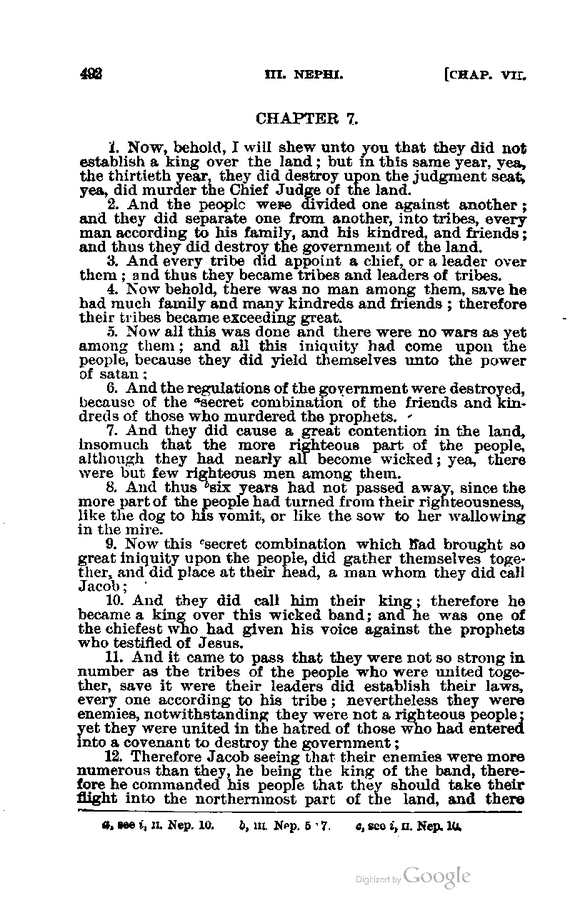 492 III. NEPHI. [CHAP. VII.
CHAPTER 7.
1. Now, behold, I will shew unto you that they did not
establish a king over the land; but in this same year, yea,
the thirtieth year, they did destroy upon the judgment seat,
yea, did murder the Chief Judge of the land.
2. And the people were divided one against another;
and they did separate one from another, into tribes, every
man according to his family, and his kindred, and friends;
and thus they did destroy the government of the land.
3. And every tribe did appoint a chief, or a leader over
them; and thus they became tribes and leaders of tribes.
4. Now behold, there was no man among them, save he
had much family and many kindreds and friends; therefore
their tribes became exceeding great.
5. Now all this was done and there were no wars as yet
among them; and all this iniquity had come upon the
people, because they did yield themselves unto the power
of satan:
6. And the regulations of the government were destroyed,
because of the ᵃsecret combination of the friends and kin-
dreds of those who murdered the prophets.
7. And they did cause a great contention in the land,
insomuch that the more righteous part of the people,
although they had nearly all become wicked; yea, there
were but few righteous men among them.
8. And thus ᵇsix years had not passed away, since the
more part of the people had turned from their righteousness,
like the dog to his vomit, or like the sow to her wallowing
in the mire.
9. Now this ᶜsecret combination which had brought so
great iniquity upon the people, did gather themselves toge-
ther, and did place at their head, a man whom they did call
Jacob;
10. And they did call him their king; therefore he
became a king over this wicked band; and he was one of
the chiefest who had given his voice against the prophets
who testified of Jesus.
11. And it came to pass that they were not so strong in
number as the tribes of the people who were united toge-
ther, save it were their leaders did establish their laws,
every one according to his tribe; nevertheless they were
enemies, notwithstanding they were not a righteous people;
yet they were united in the hatred of those who had entered
into a covenant to destroy the government;
12. Therefore Jacob seeing that their enemies were more
numerous than they, he being the king of the band, there-
fore he commanded his people that they should take their
flight into the northernmost part of the land, and there
a, see i, II. Nep. 10. b, III. Nep. 5 : 7. c, see i, II. Nep. 10.
Digitized by Google